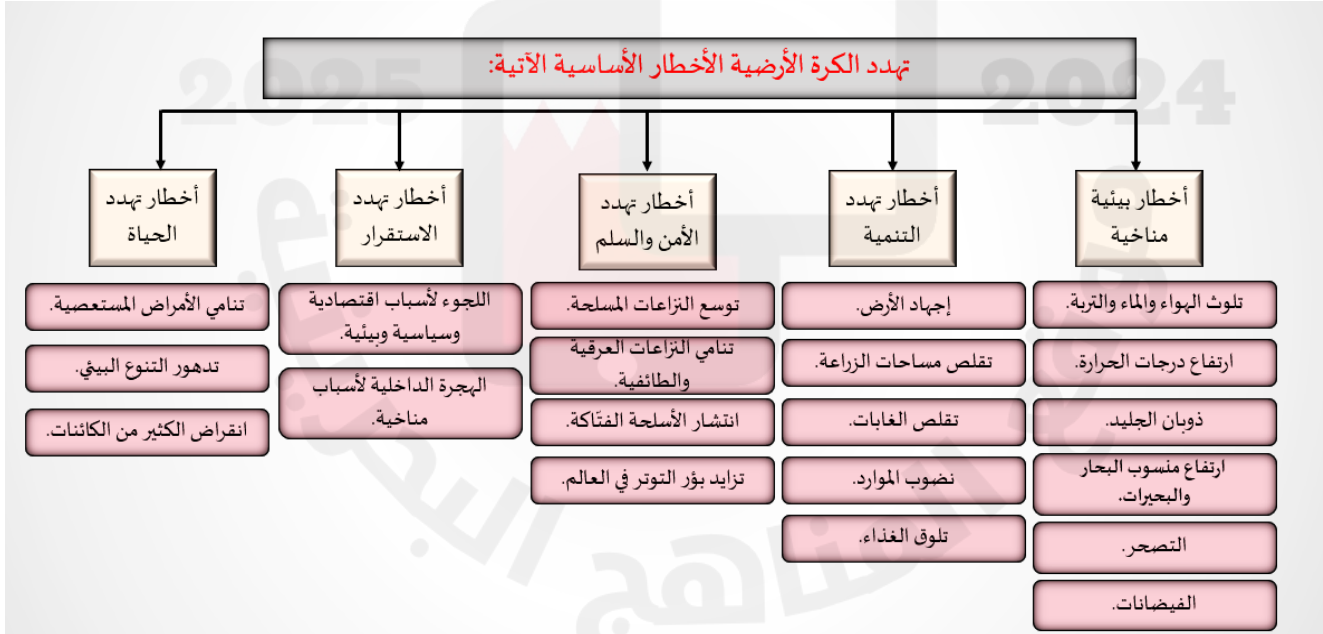 تهدد الكرة الأرضية الأخطار الأساسية الآتية:
2024
2025
أخطار بيئية
مناخية
تلوث الهواء والماء والتربة.
ارتفاع درجات الحرارة.
ذوبان الجليد.
ارتفاع منسوب البحار
والبحيرات.
التصحر.
الفيضانات.
أخطار تهدد
التنمية
إجهاد الأرض.
تقلص مساحات الزراعة.
تقلص الغابات.
نضوب الموارد.
تلوق الغذاء.
أخطار تهدد
الأمن والسلم
توسع النزاعات المسلحة.
تنامي النزاعات العرقية
والطائفية.
انتشار الأسلحة الفتّاكة.
تزايد بؤر التوتر في العالم.
أخطار تهدد
الاستقرار
اللجوء لأسباب اقتصادية
وسياسية وبيئية.
الهجرة الداخلية لأسباب
مناخية.
أخطار تهدد
الحياة
تنامي الأمراض المستعصية.
تدهور التنوع البيئي.
انقراض الكثير من الكائنات.